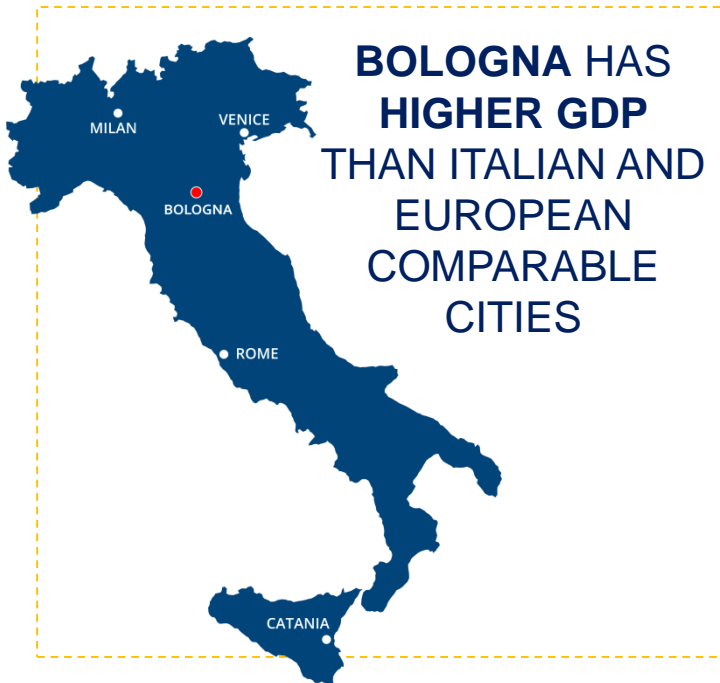 BOLOGNA HAS
HIGHER GDP
THAN ITALIAN AND
EUROPEAN
COMPARABLE
CITIES
MILAN
VENICE
BOLOGNA
ROME
CATANIA